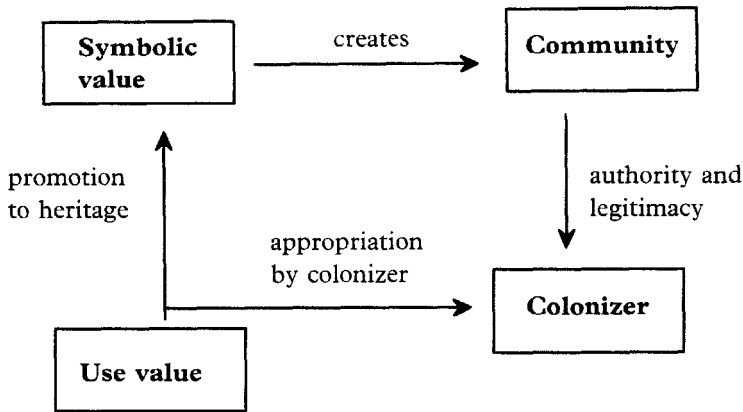 Symbolic
value
creates
Community
promotion
to heritage
authority and
legitimacy
appropriation
by colonizer
Colonizer
Use value